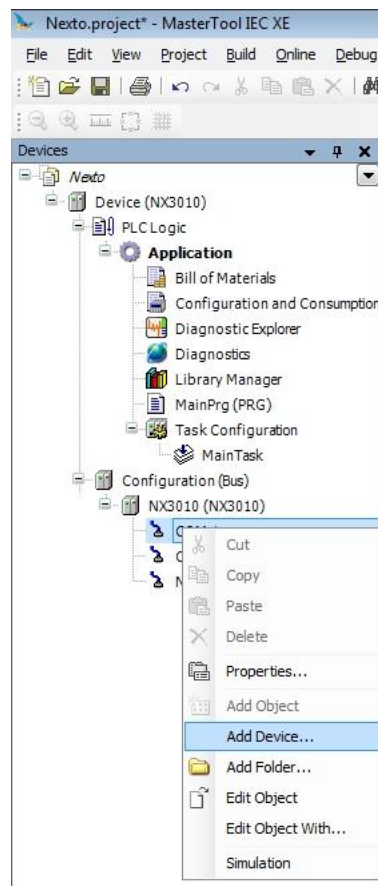 Nexto.project* - MasterTool IEC XE
File Edit View Project Build Online Debug
Devices
Nexto
Device (NX3010)
PLC Logic
Application
Bill of Materials
Configuration and Consumption
Diagnostic Explorer
Diagnostics
Library Manager
MainPrg (PRG)
Task Configuration
MainTask
Configuration (Bus)
NX3010 (NX3010)
Cut
Copy
Paste
Delete
Properties...
Add Object
Add Device...
Add Folder...
Edit Object
Edit Object With...
Simulation